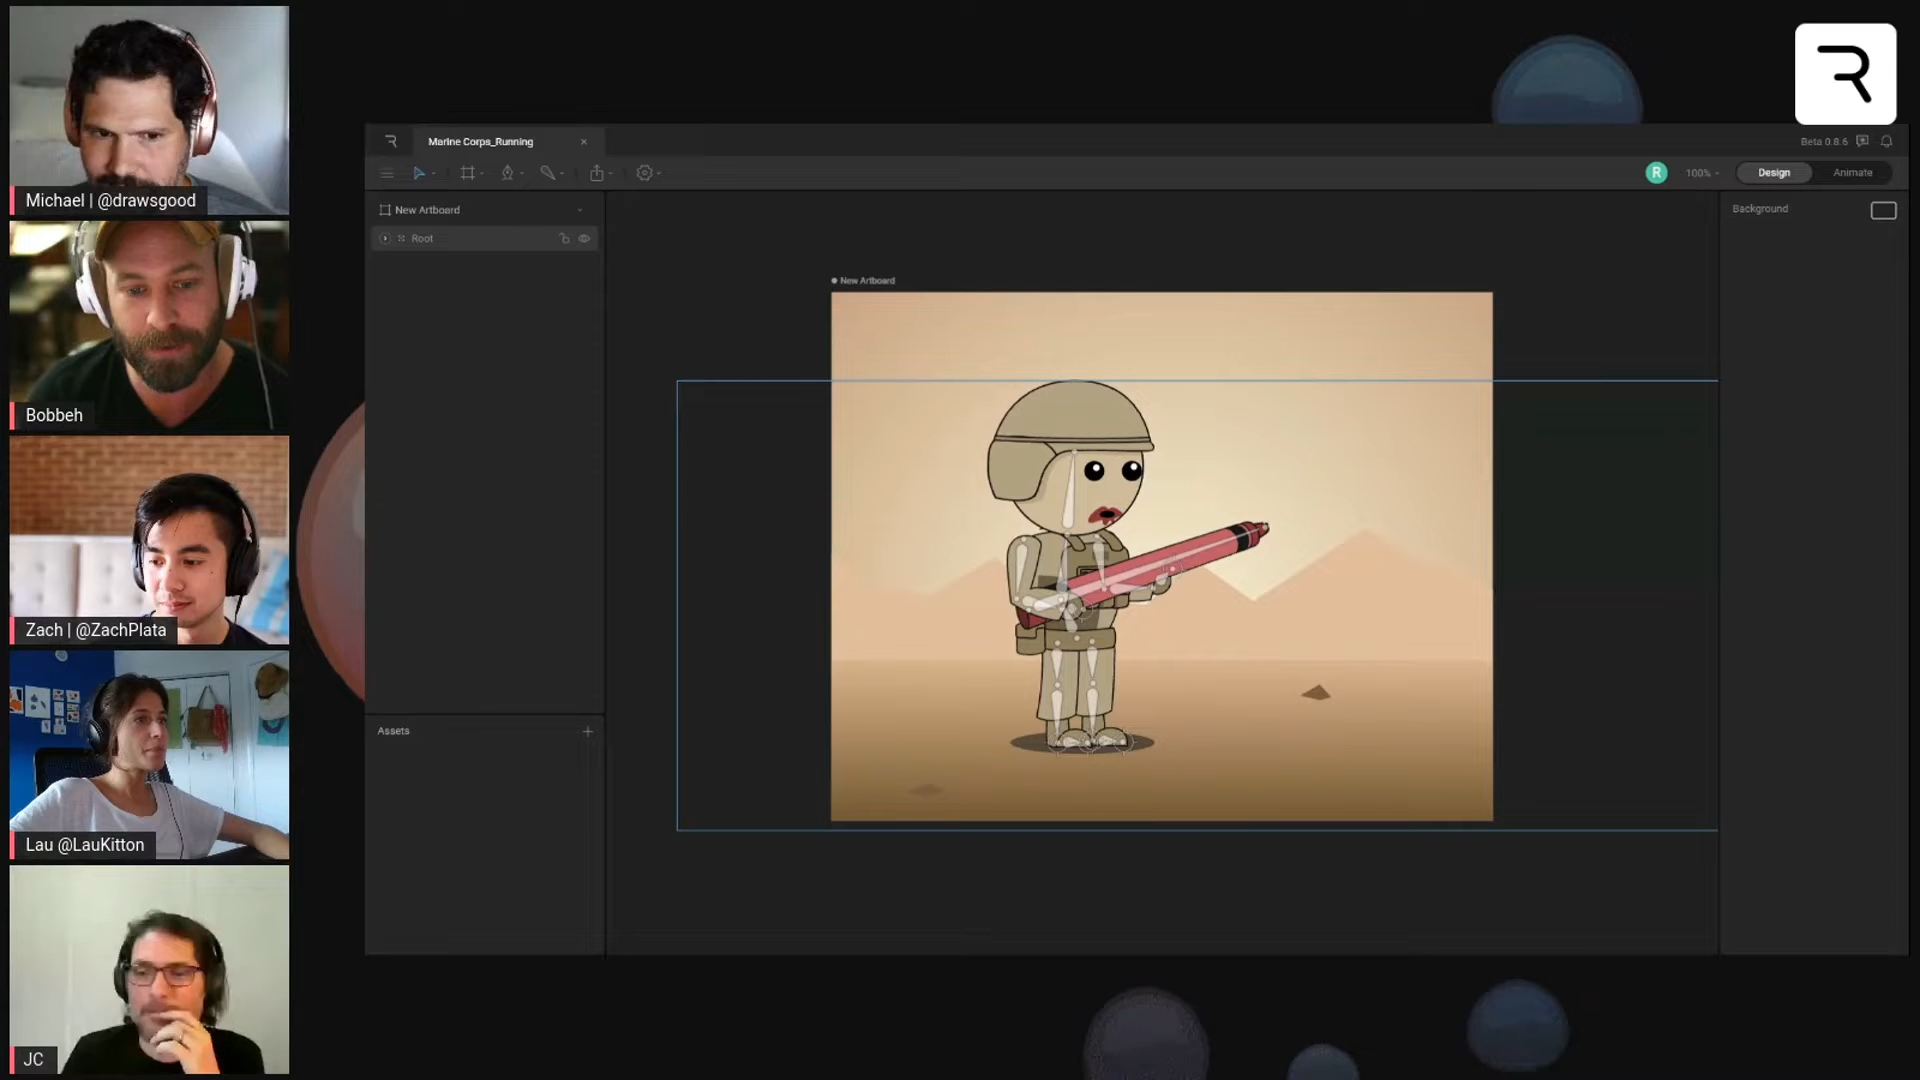 Michael | @drawsgood
Bobbeh
Zach | @ZachPlata
Lau @LauKitton
JC
Marine Corps_Running
Beta 0.8.6
R
100%
Design
Animate
New Artboard
Root
Background
New Artboard
Assets